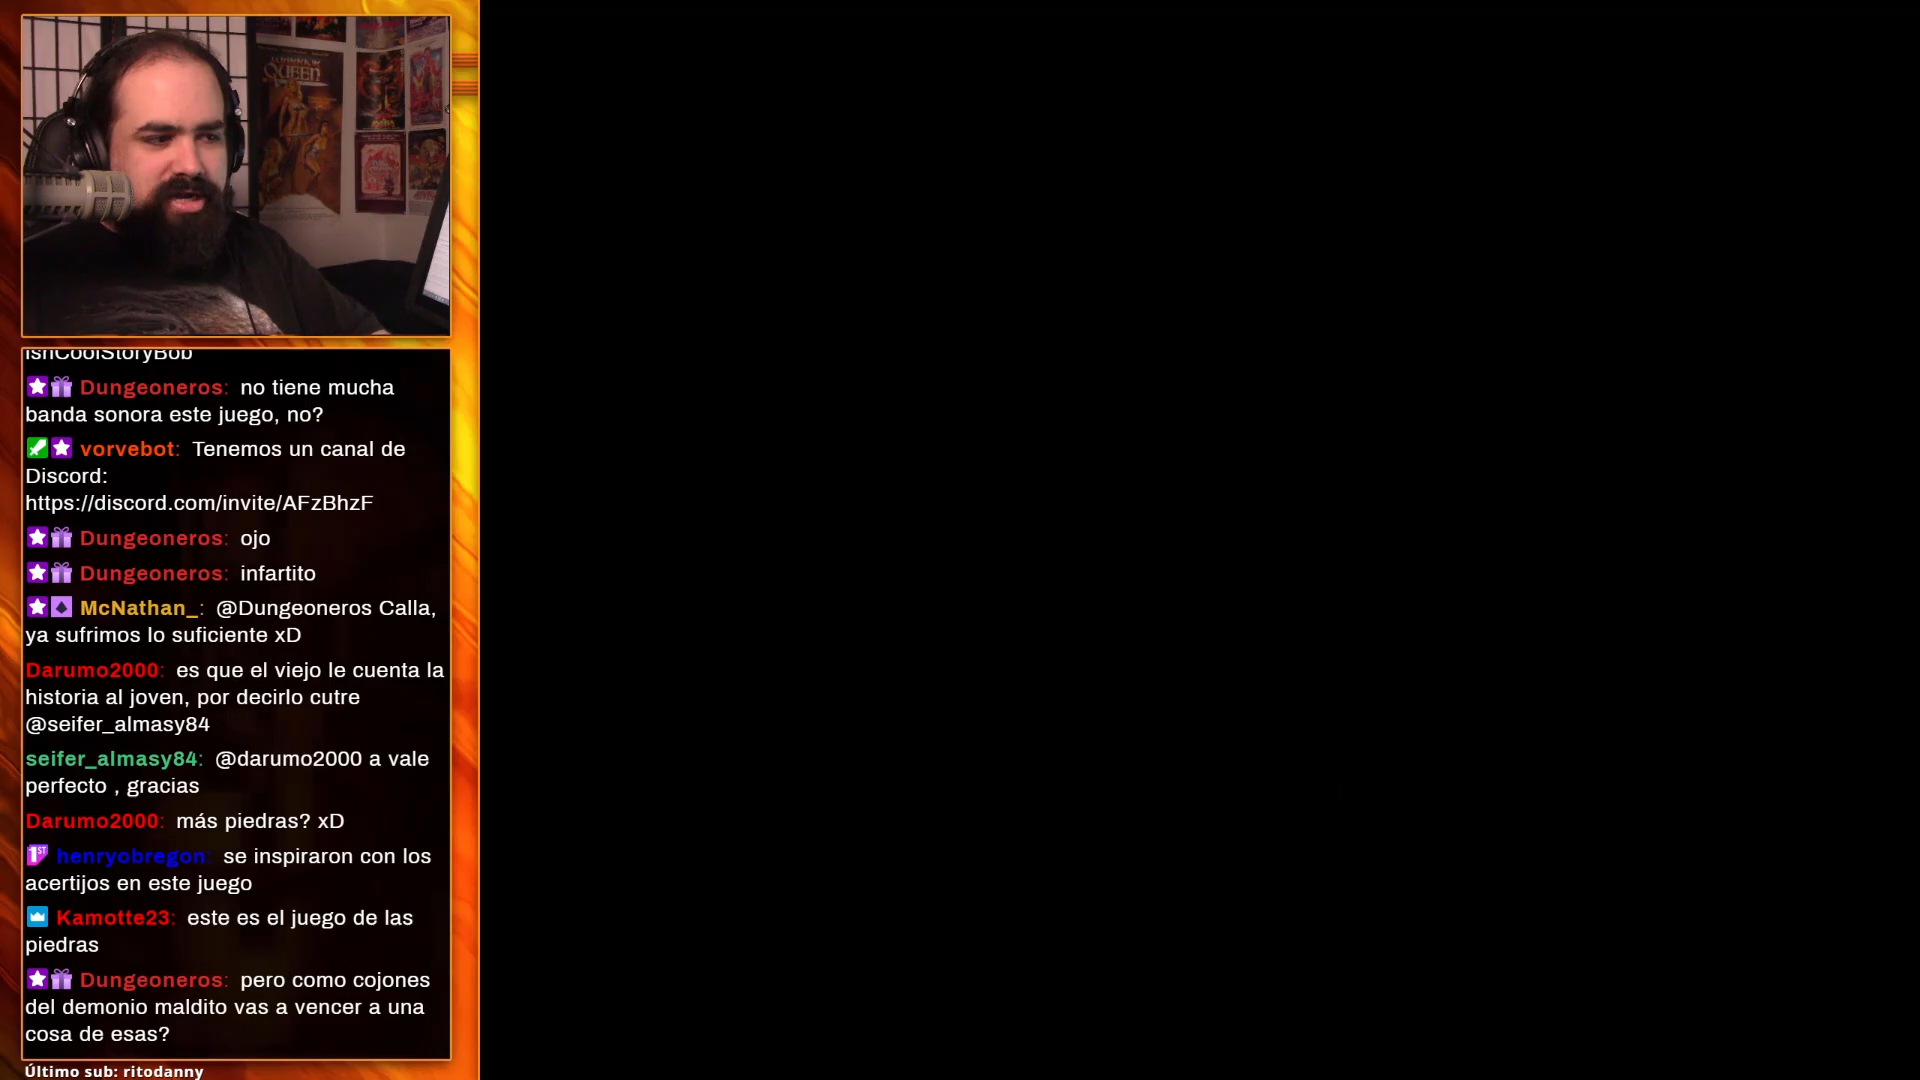 QUEEN
ishCoolStoryBob
Dungeoneros: no tiene mucha
banda sonora este juego, no?
vorvebot: Tenemos un canal de
Discord:
https://discord.com/invite/AFzBhzF
Dungeoneros: ojo
Dungeoneros: infartito
McNathan_: @Dungeoneros Calla,
ya sufrimos lo suficiente xD
Darumo2000: es que el viejo le cuenta la
historia al joven, por decirlo cutre
@seifer_almasy84
seifer_almasy84: @darumo2000 a vale
perfecto , gracias
Darumo2000: más piedras? xD
1ST henryobregon: se inspiraron con los
acertijos en este juego
Kamotte23: este es el juego de las
piedras
Dungeoneros: pero como cojones
del demonio maldito vas a vencer a una
cosa de esas?
Último sub: ritodanny